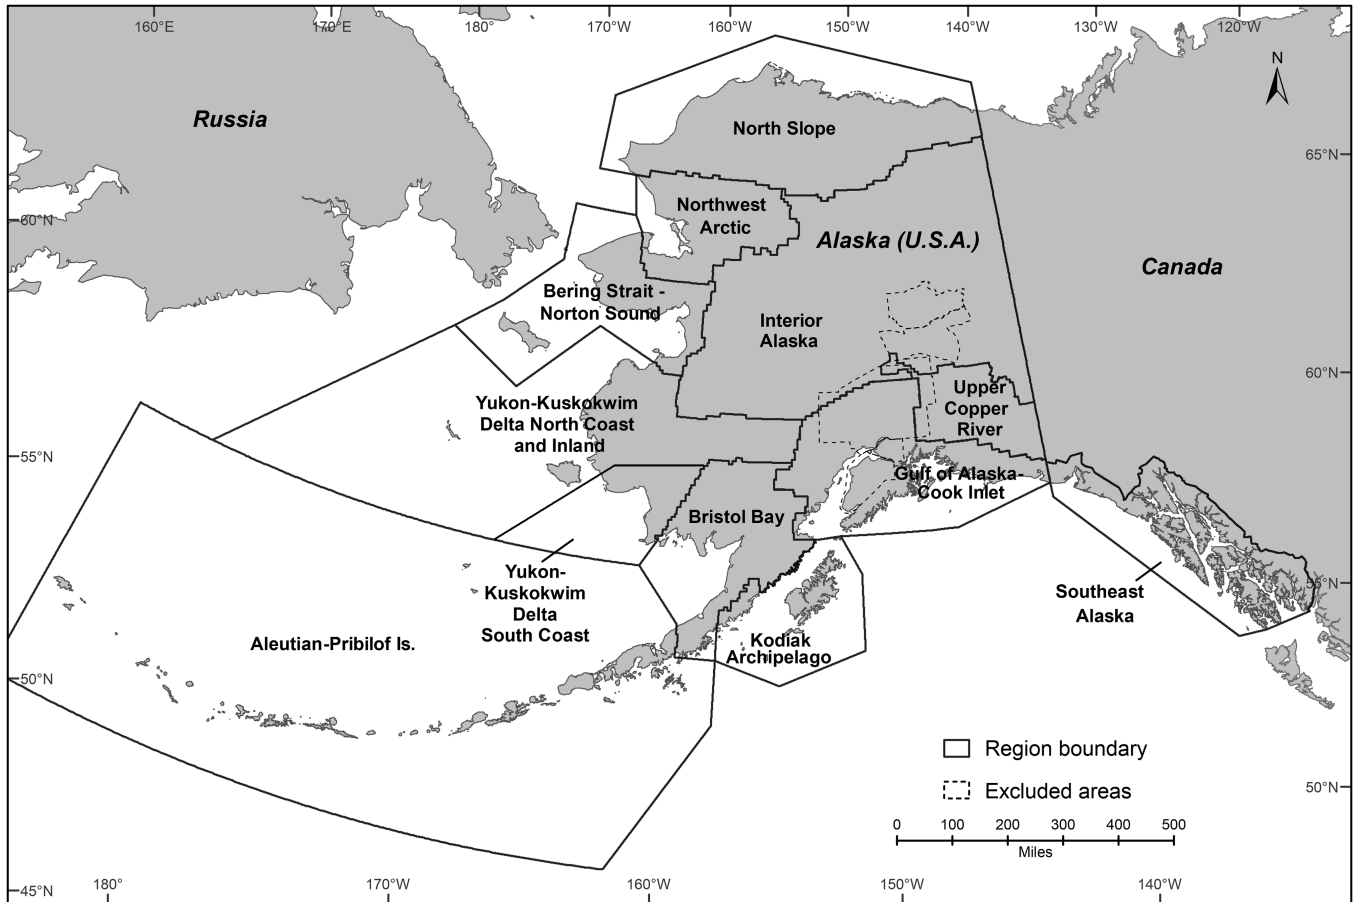 160°E 170°E 180° 170°W 160°W 150°W 140°W 130°W 120°W
N
Russia
North Slope
65°N
Northwest
Arctic
60°N
Alaska (U.S.A.)
Canada
Bering Strait -
Norton Sound
Interior
Alaska
60°N
Upper
Copper
River
Yukon-Kuskokwim
Delta North Coast
and Inland
55°N
Gulf of Alaska-
Cook Inlet
Bristol Bay
Yukon-
Kuskokwim
Delta
South Coast
55°N
Southeast
Alaska
Aleutian-Pribilof Is.
Kodiak
Archipelago
50°N
Region boundary
Excluded areas
50°N
0 100 200 300 400 500
Miles
45°N
180° 170°W 160°W 150°W 140°W